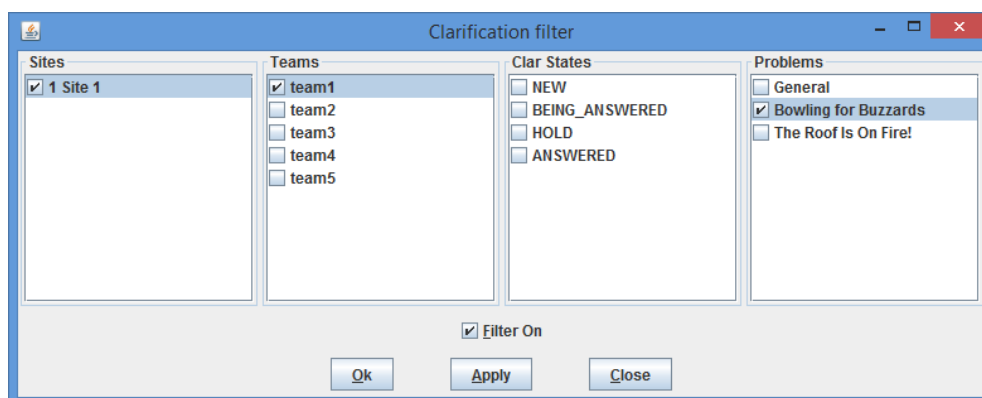 Clarification filter
Sites
1 Site 1
Teams
team1
team2
team3
team4
team5
Clar States
NEW
BEING_ANSWERED
HOLD
ANSWERED
Problems
General
Bowling for Buzzards
The Roof Is On Fire!
Filter On
Ok Apply Close